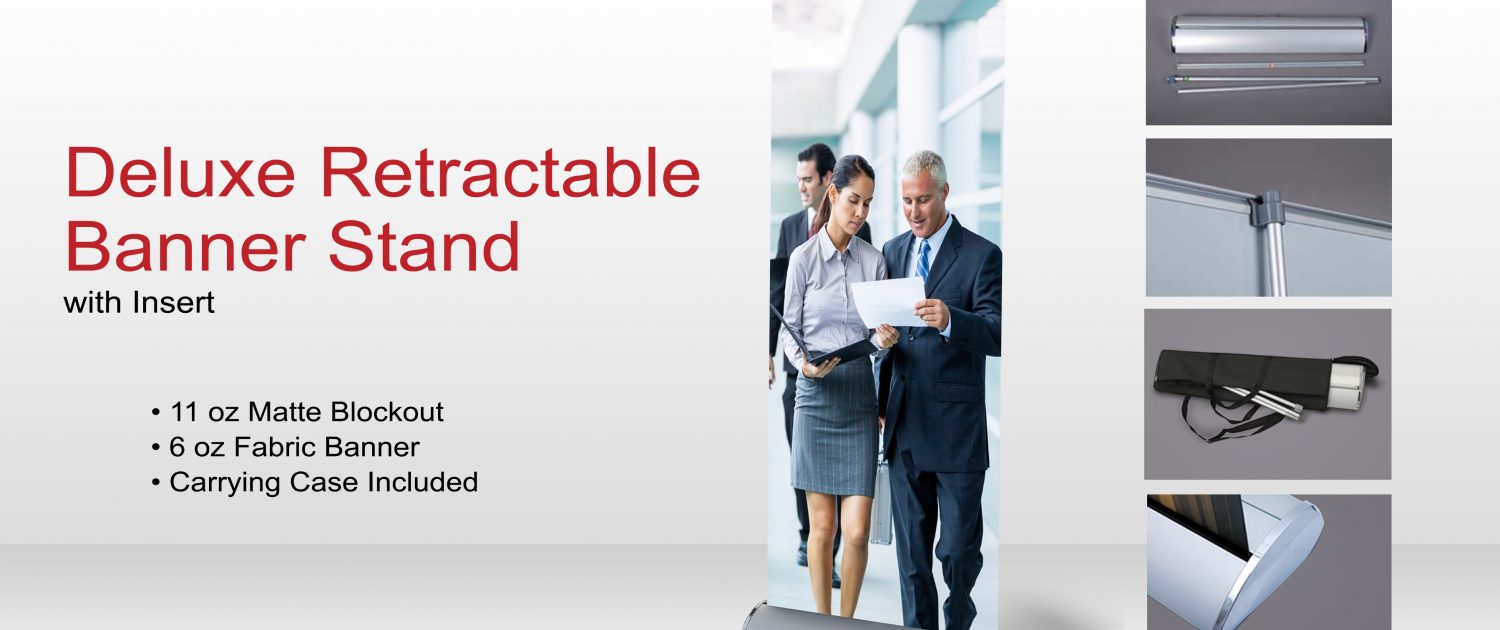 Deluxe Retractable
Banner Stand
with Insert
• 11 oz Matte Blockout
• 6 oz Fabric Banner
• Carrying Case Included